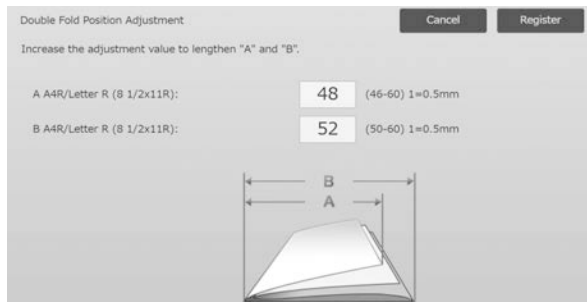 Double Fold Position Adjustment
Cancel
Register
Increase the adjustment value to lengthen "A" and "B".
A A4R/Letter R (8 1/2x11R): 48 (46-60) 1=0.5mm
B A4R/Letter R (8 1/2x11R): 52 (50-60) 1=0.5mm
B
A